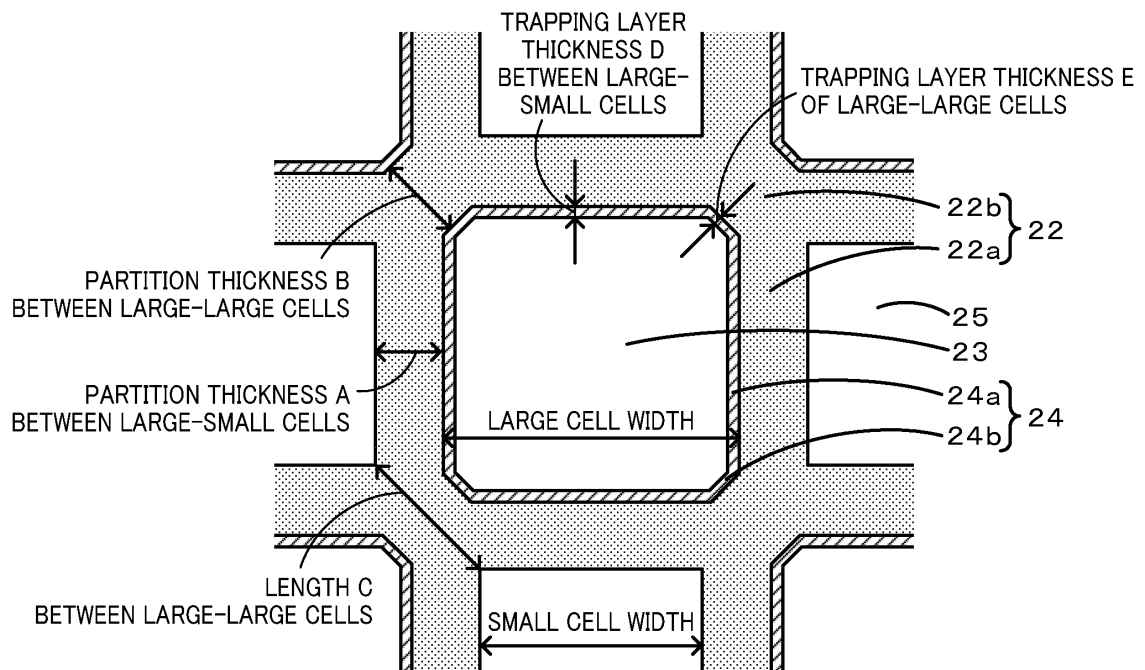 TRAPPING LAYER
THICKNESS D
BETWEEN LARGE-
SMALL CELLS
TRAPPING LAYER THICKNESS E
OF LARGE-LARGE CELLS
22b
22a
22
PARTITION THICKNESS B
BETWEEN LARGE-LARGE CELLS
25
23
PARTITION THICKNESS A
BETWEEN LARGE-SMALL CELLS
24a
24b
24
LARGE CELL WIDTH
LENGTH C
BETWEEN LARGE-LARGE CELLS
SMALL CELL WIDTH